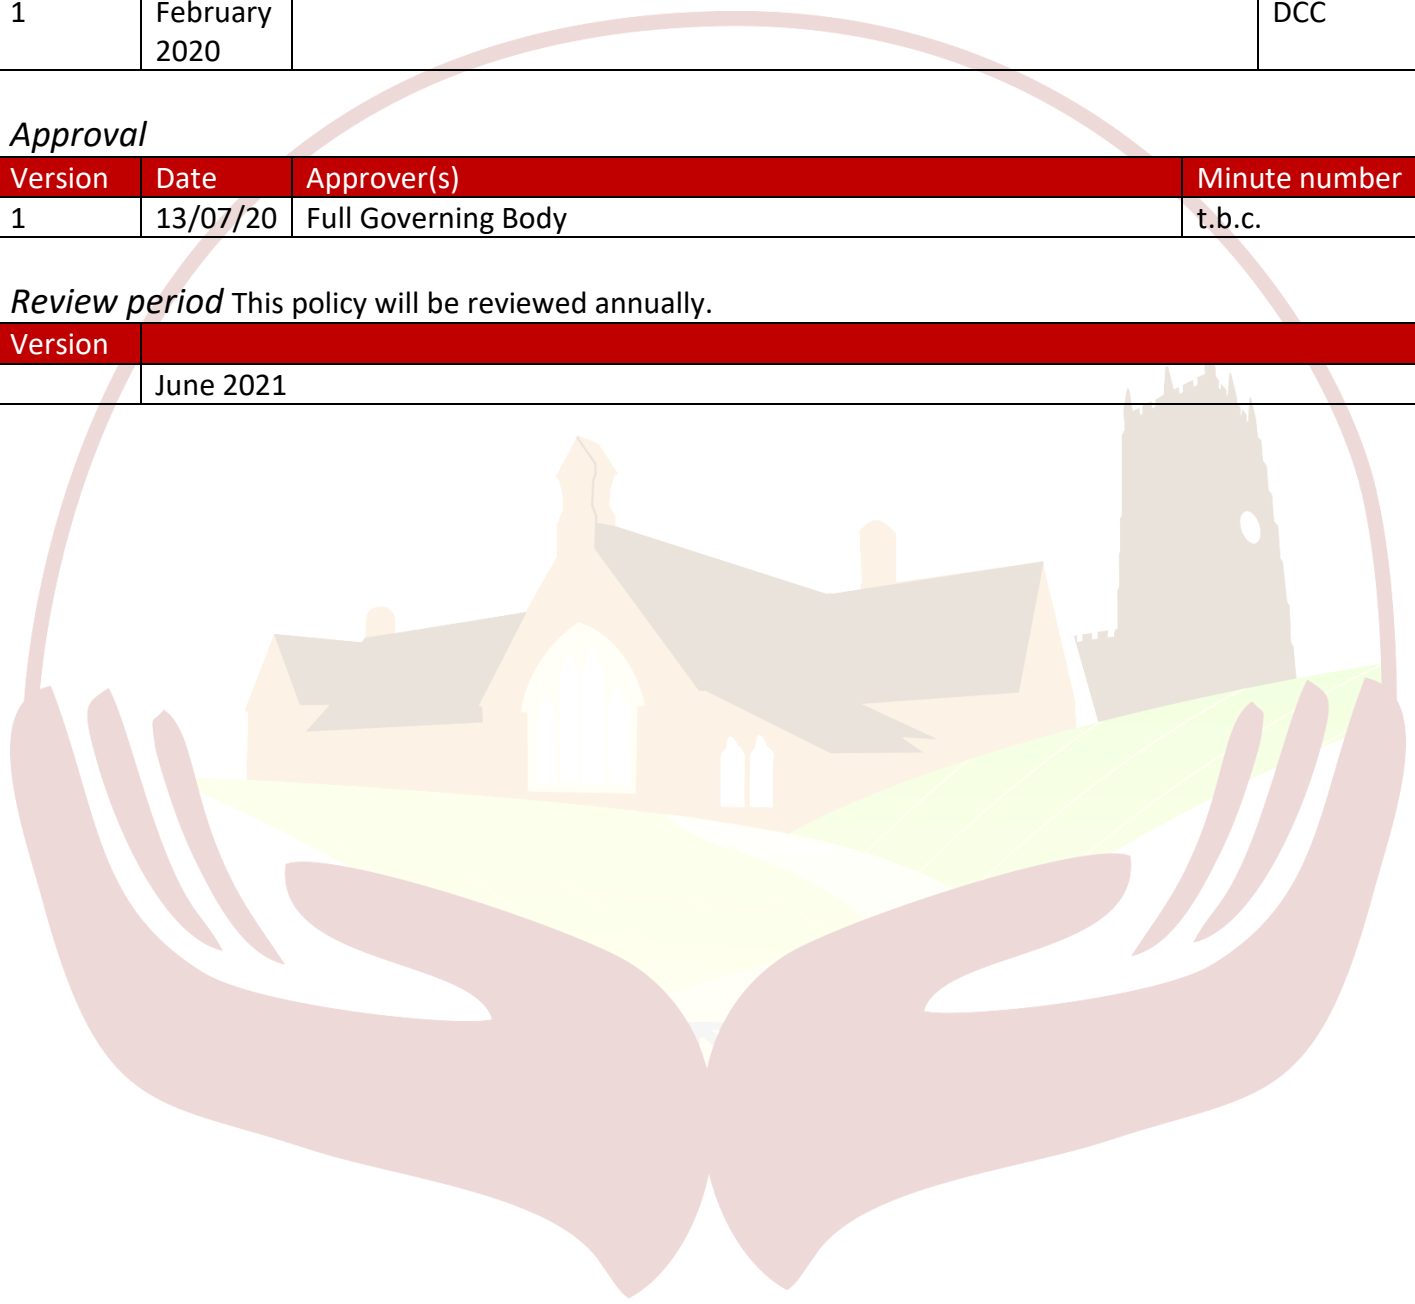 1 February DCC
2020
Approval
Version Date Approver(s) Minute number
1 13/07/20 Full Governing Body t.b.c.
Review period This policy will be reviewed annually.
Version
June 2021